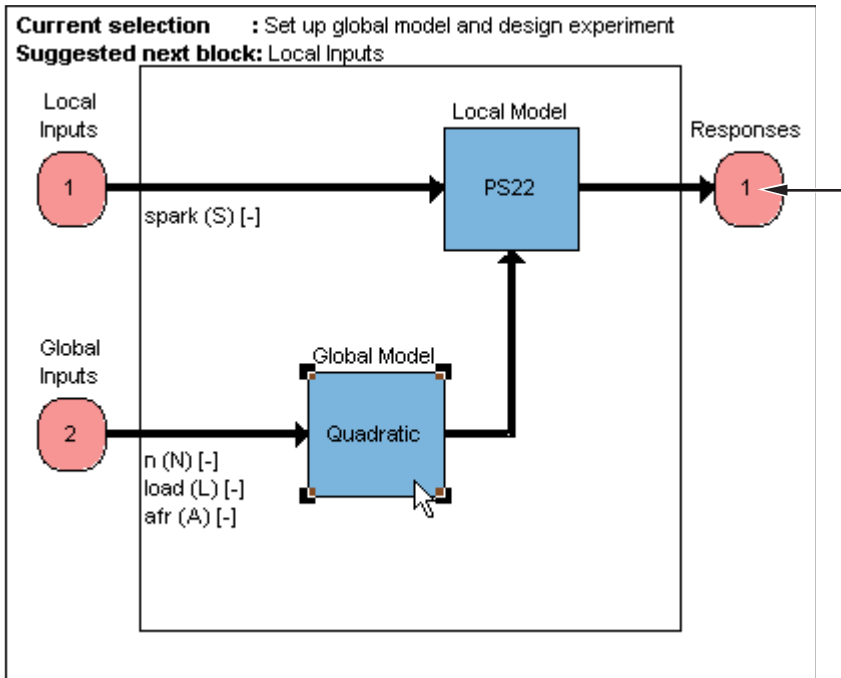 Current selection : Set up global model and design experiment
Suggested next block: Local Inputs
Local
Inputs
Local Model
Responses
1
PS22
1
spark (S) [-]
Global
Inputs
Global Model
2
Quadratic
n (N) [-]
load (L) [-]
afr (A) [-]